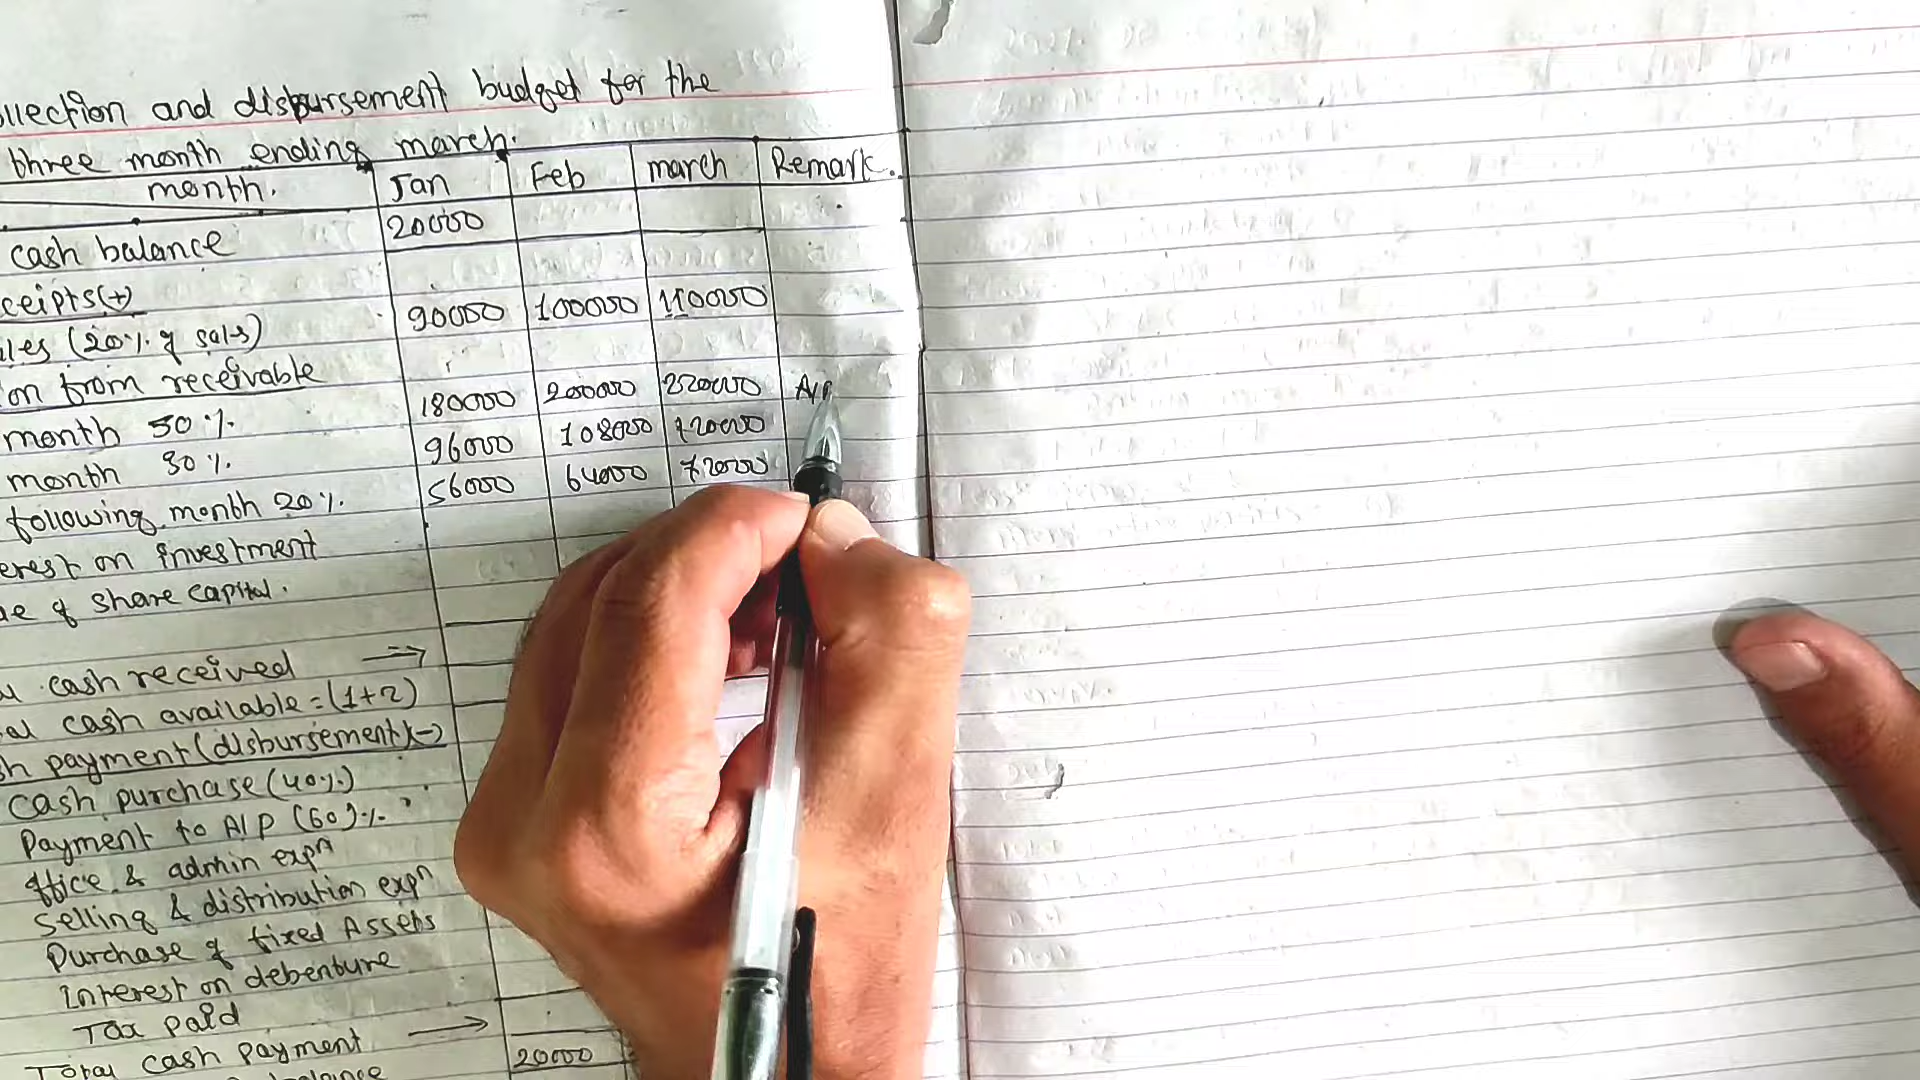 llection and disbursement budget for the
three month ending march.
month. Jan Feb march Remark.
cash balance 20000
ceipts(+)
les (20% of sales) 90000 100000 110000
on from receivable
month 50% 180000 200000 220000
month 30% 96000 108000 120000
following month 20% 56000 64000 72000
erest on investment
e of share capital.
cash received
al cash available = (1+2)
h payment (disbursement)(-)
cash purchase (40%)
Payment to A/P (60)%
office & admin expn
selling & distribution expn
Purchase of fixed Assets
Interest on debenture
Tax paid
Total cash payment
balance 20000